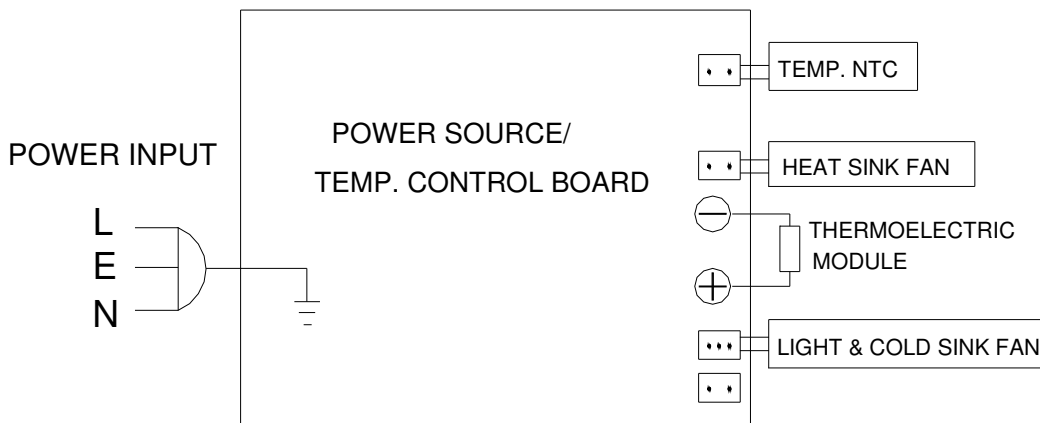 POWER INPUT
L
E
N
POWER SOURCE/
TEMP. CONTROL BOARD
TEMP. NTC
HEAT SINK FAN
THERMOELECTRIC
MODULE
LIGHT & COLD SINK FAN